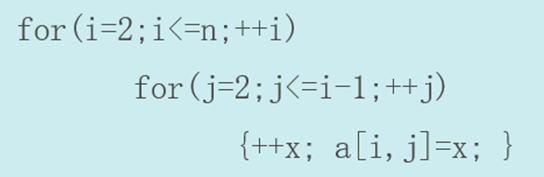 for(i=2;i<=n;++i)
for(j=2;j<=i-1;++j)
{++x; a[i,j]=x; }